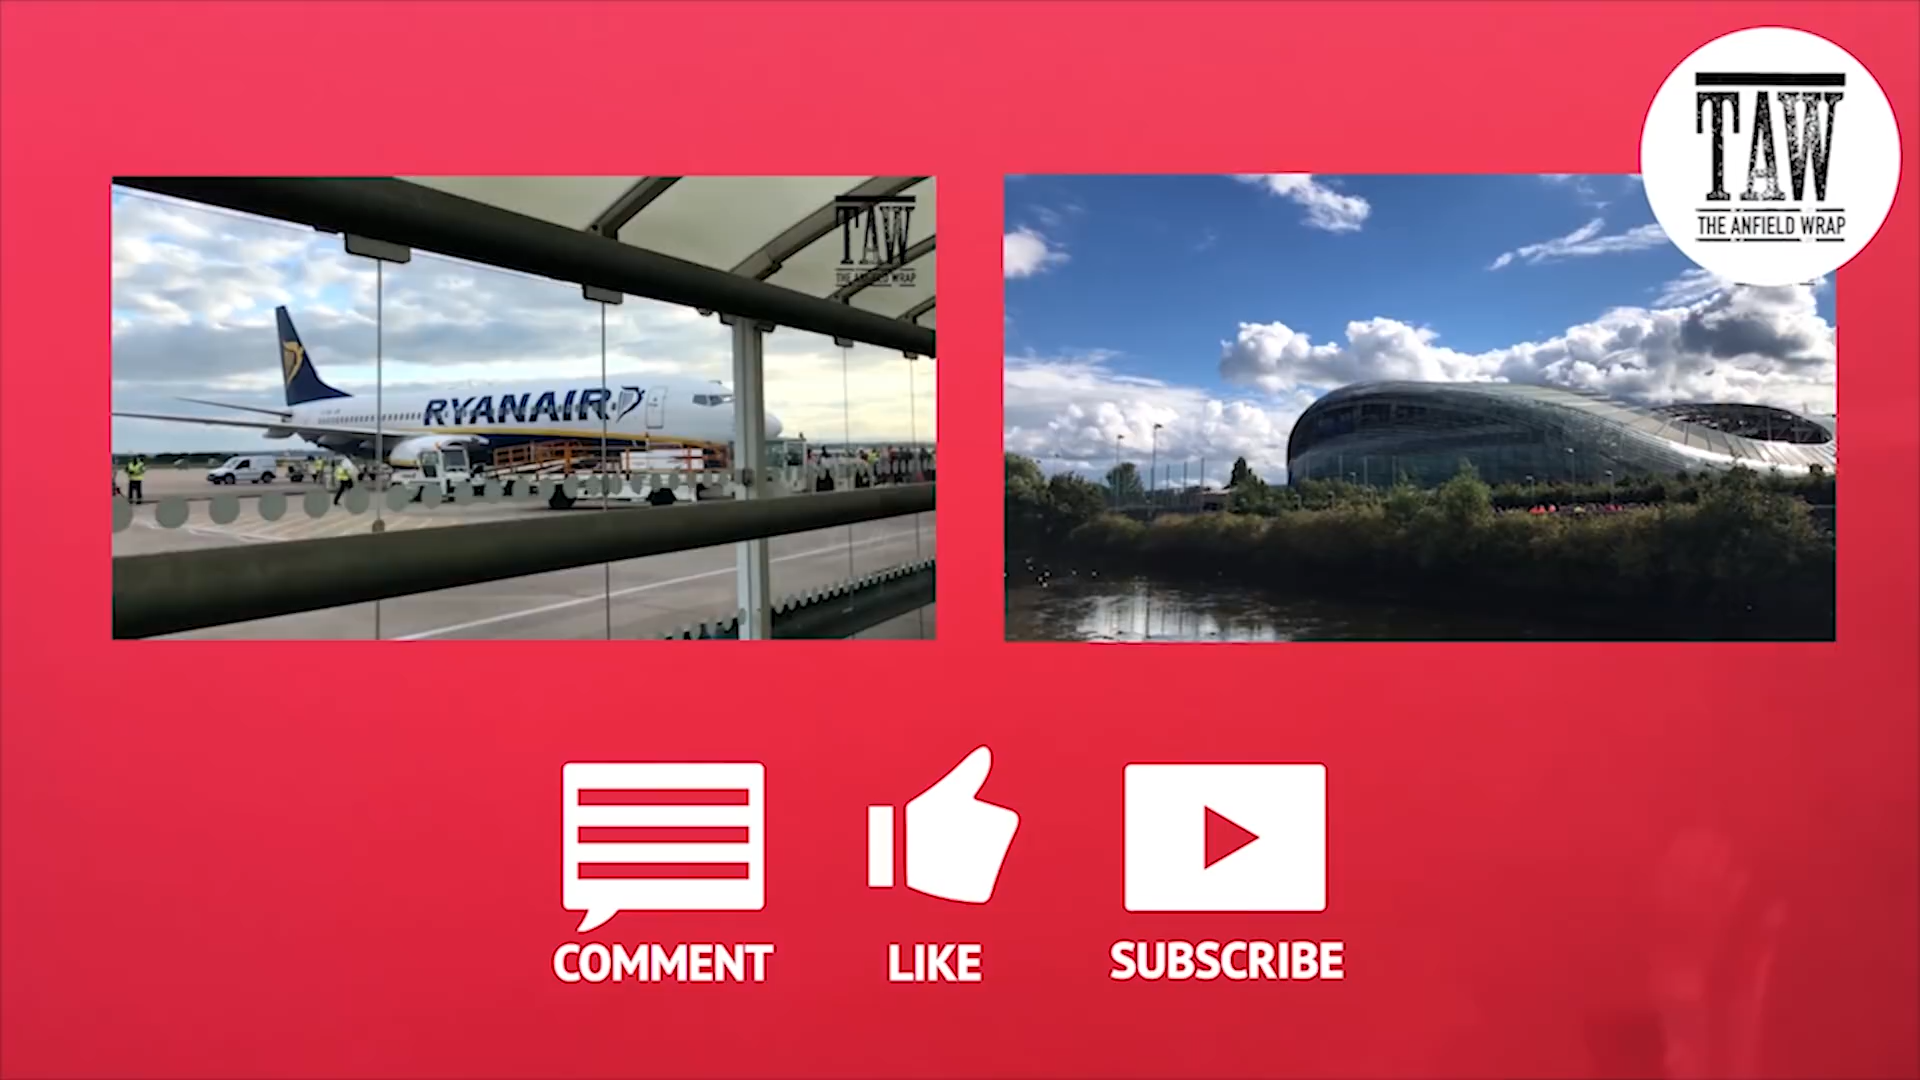 TAW
THE ANFIELD WRAP
TAW
THE ANFIELD WRAP
RYANAIR
COMMENT
LIKE
SUBSCRIBE